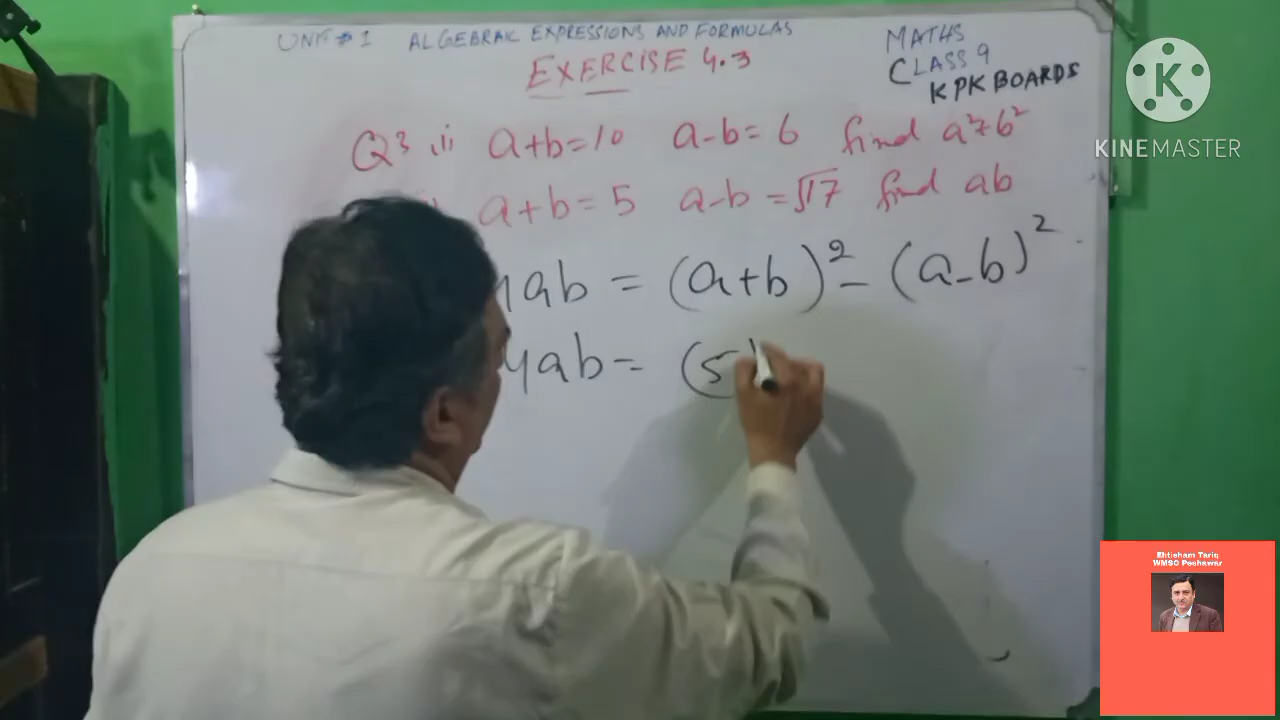 UNIT # 1 ALGEBRAIC EXPRESSIONS AND FORMULAS
MATHS
CLASS 9
KPK BOARDS
EXERCISE 4.3
Q3 i) a+b=10 a-b=6 find a²+b²
a+b=5 a-b=√17 find ab
4ab = (a+b)² - (a-b)²
4ab = (5)
K
KINEMASTER
Ehtisham Tariq
WMSO Peshawar